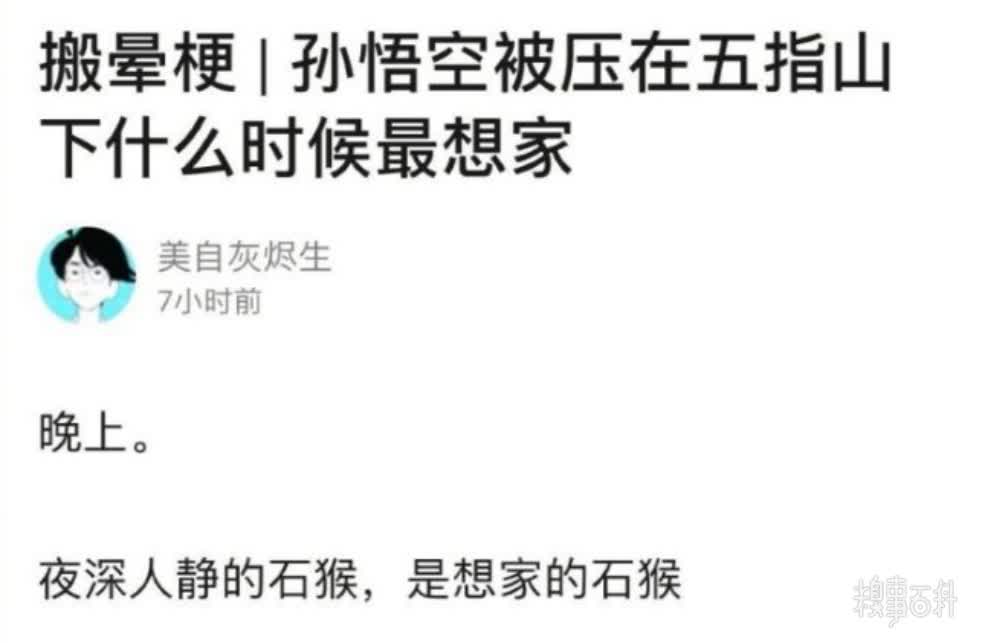 搬晕梗 | 孙悟空被压在五指山
下什么时候最想家
美自灰烬生
7小时前
晚上。
夜深人静的石猴，是想家的石猴
糗事百科